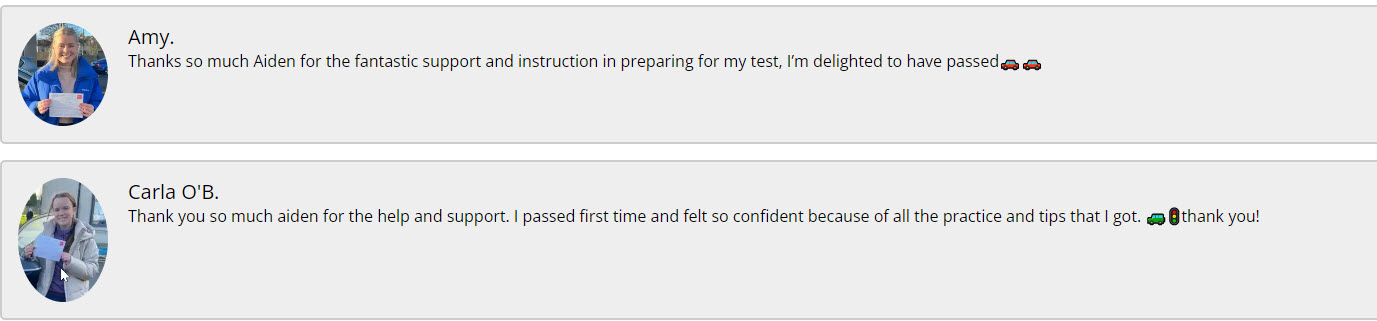 Amy.
Thanks so much Aiden for the fantastic support and instruction in preparing for my test, I’m delighted to have passed🚗 🚗
Carla O'B.
Thank you so much aiden for the help and support. I passed first time and felt so confident because of all the practice and tips that I got. 🚙🚦thank you!